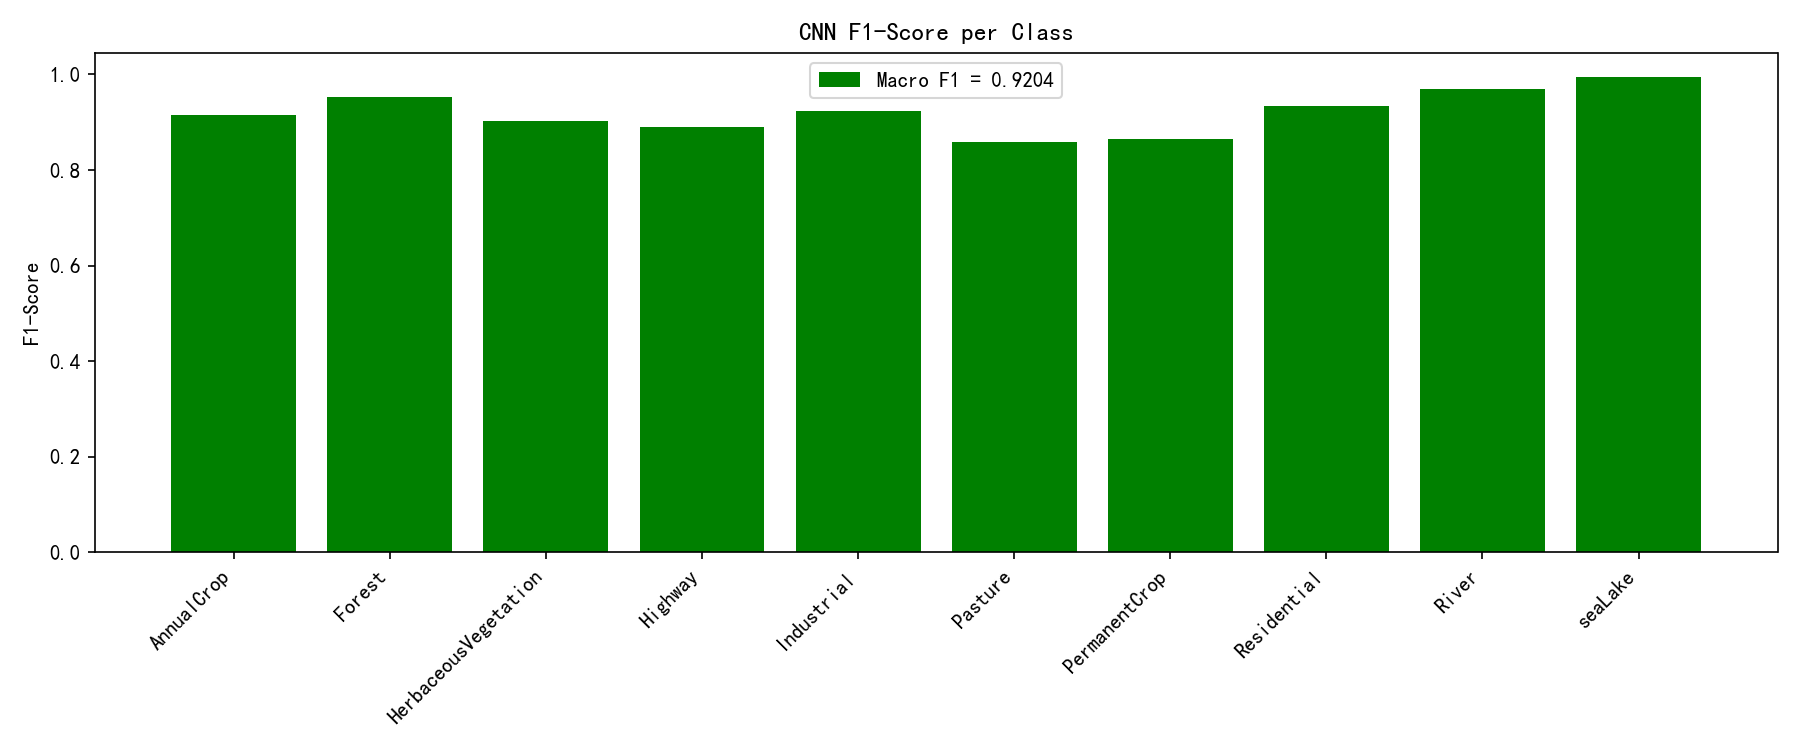 CNN F1-Score per Class
Macro F1 = 0.9204
F1-Score
1.0
0.8
0.6
0.4
0.2
0.0
AnnualCrop
Forest
HerbaceousVegetation
Highway
Industrial
Pasture
PermanentCrop
Residential
River
seaLake